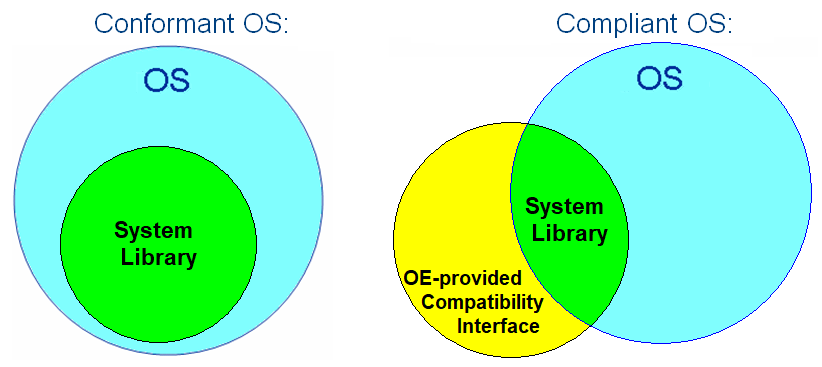 Conformant OS:
OS
System
Library
Compliant OS:
OS
System
Library
OE-provided
Compatibility
Interface